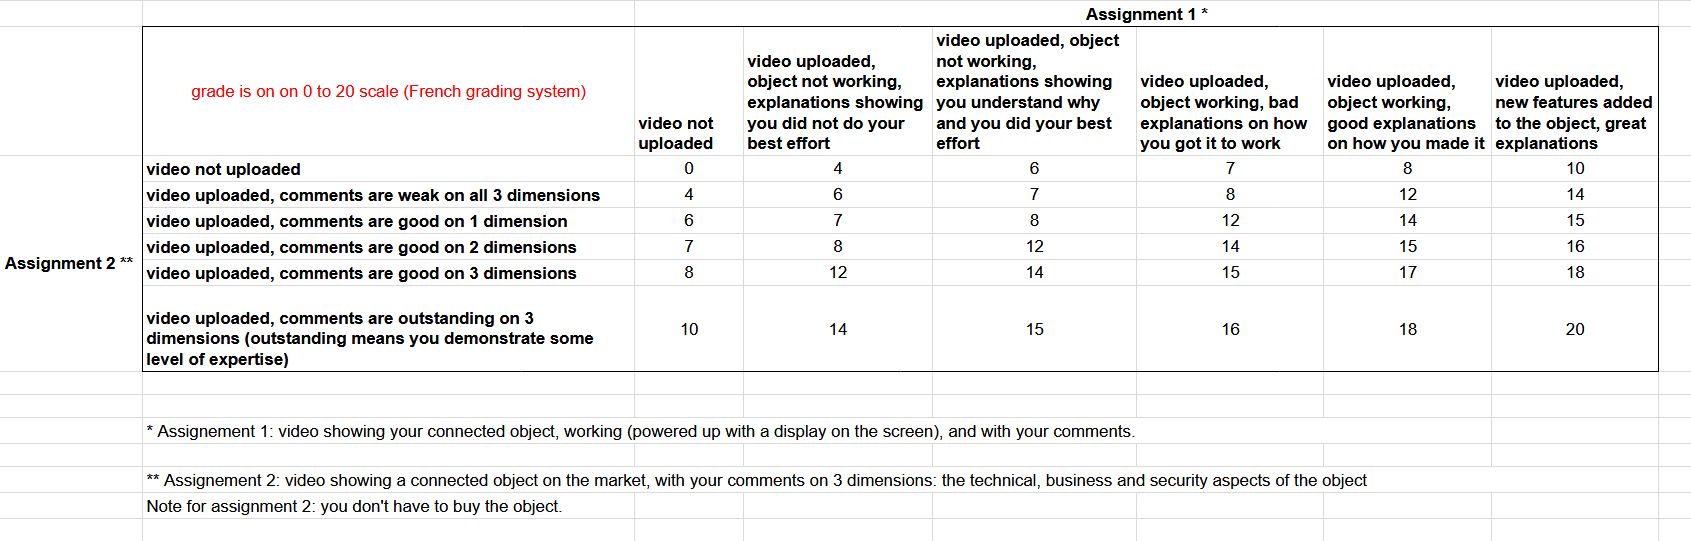 Assignment 1 *
grade is on on 0 to 20 scale (French grading system)
video not
uploaded
video uploaded,
object not working,
explanations showing
you did not do your
best effort
video uploaded, object
not working,
explanations showing
you understand why
and you did your best
effort
video uploaded,
object working, bad
explanations on how
you got it to work
video uploaded,
object working,
good explanations
on how you made it
video uploaded,
new features added
to the object, great
explanations
Assignment 2 **
video not uploaded 0 4 6 7 8 10
video uploaded, comments are weak on all 3 dimensions 4 6 7 8 12 14
video uploaded, comments are good on 1 dimension 6 7 8 12 14 15
video uploaded, comments are good on 2 dimensions 7 8 12 14 15 16
video uploaded, comments are good on 3 dimensions 8 12 14 15 17 18
video uploaded, comments are outstanding on 3
dimensions (outstanding means you demonstrate some
level of expertise)
10 14 15 16 18 20
* Assignement 1: video showing your connected object, working (powered up with a display on the screen), and with your comments.
** Assignement 2: video showing a connected object on the market, with your comments on 3 dimensions: the technical, business and security aspects of the object
Note for assignment 2: you don't have to buy the object.